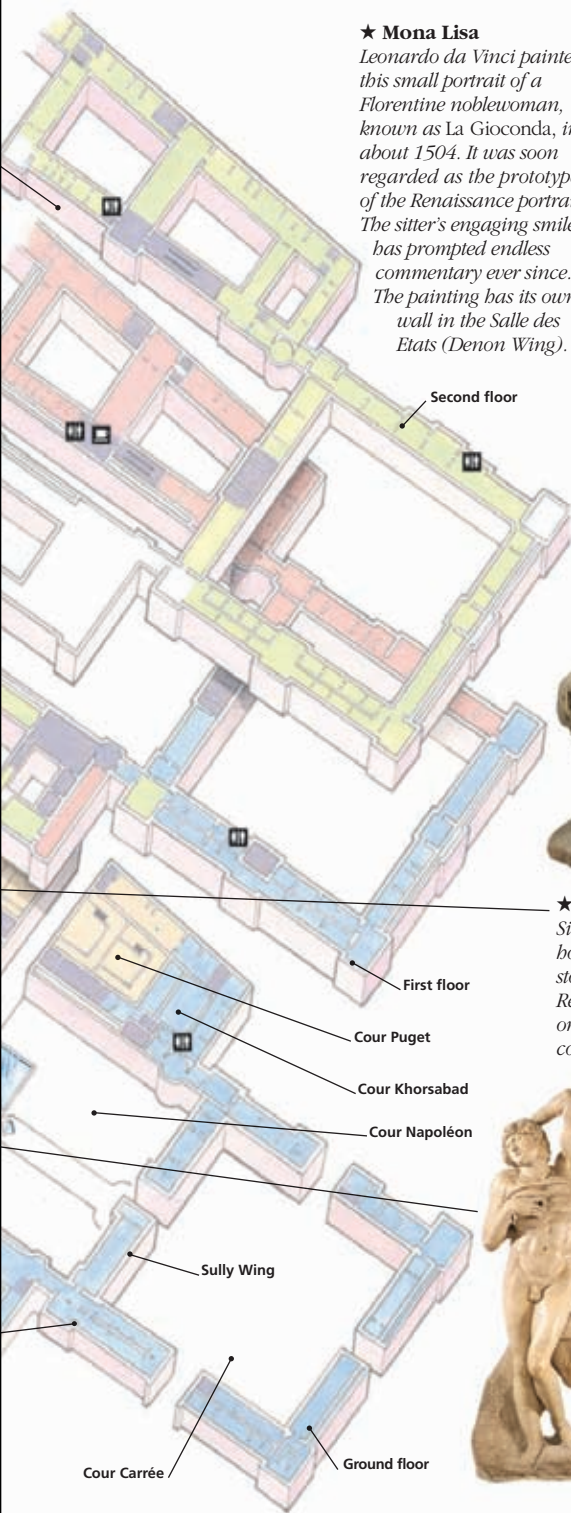 ★ Mona Lisa
Leonardo da Vinci painte
this small portrait of a
Florentine noblewoman,
known as La Gioconda, in
about 1504. It was soon
regarded as the prototyp
of the Renaissance portra
The sitter's engaging smile
has prompted endless
commentary ever since.
The painting has its own
wall in the Salle des
Etats (Denon Wing).
Second floor
★
First floor
Cour Puget
Cour Khorsabad
Cour Napoléon
Sully Wing
Cour Carrée
Ground floor